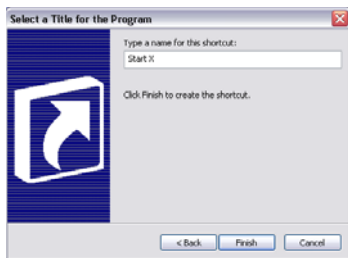 Select a Title for the Program
Type a name for this shortcut:
Start X
Click Finish to create the shortcut.
< Back
Finish
Cancel